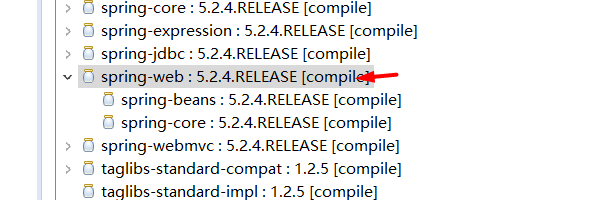 spring-core : 5.2.4.RELEASE [compile]
spring-expression : 5.2.4.RELEASE [compile]
spring-jdbc : 5.2.4.RELEASE [compile]
spring-web : 5.2.4.RELEASE [compile]
spring-beans : 5.2.4.RELEASE [compile]
spring-core : 5.2.4.RELEASE [compile]
spring-webmvc : 5.2.4.RELEASE [compile]
taglibs-standard-compat : 1.2.5 [compile]
taglibs-standard-impl : 1.2.5 [compile]